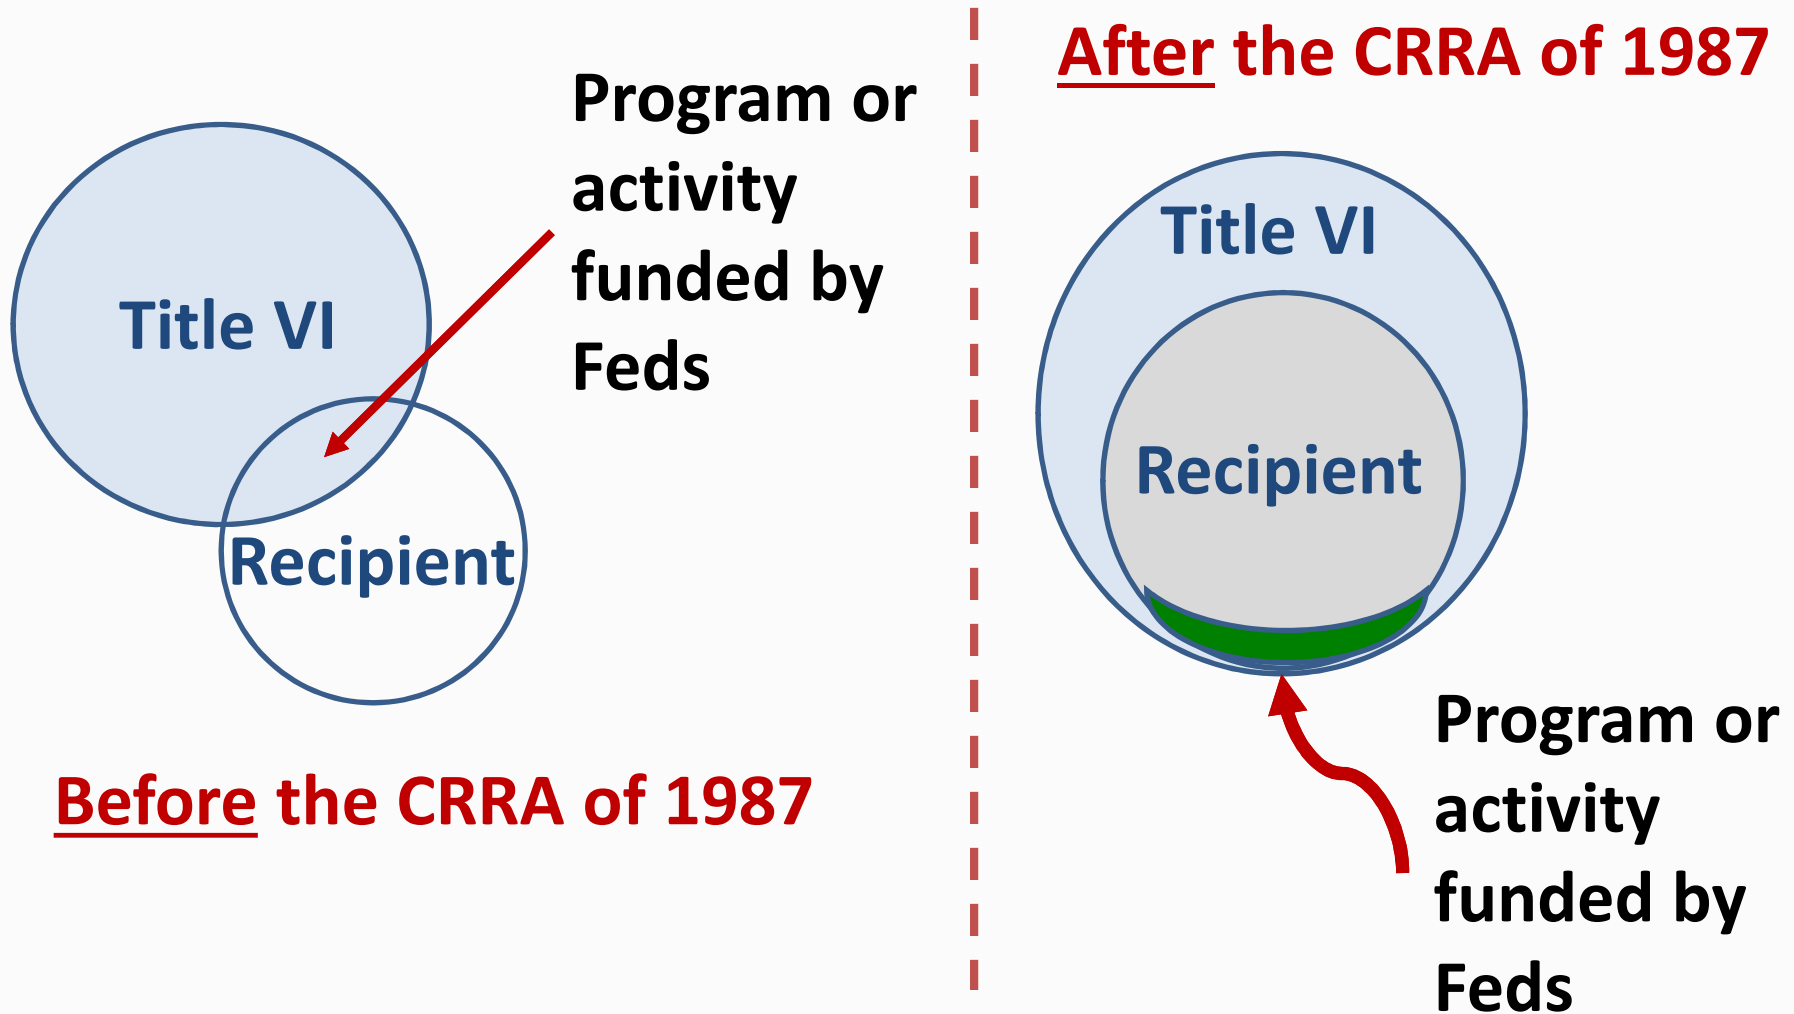 Program or
activity
funded by
Feds
Title VI
Recipient
Before the CRRA of 1987
After the CRRA of 1987
Title VI
Recipient
Program or
activity
funded by
Feds